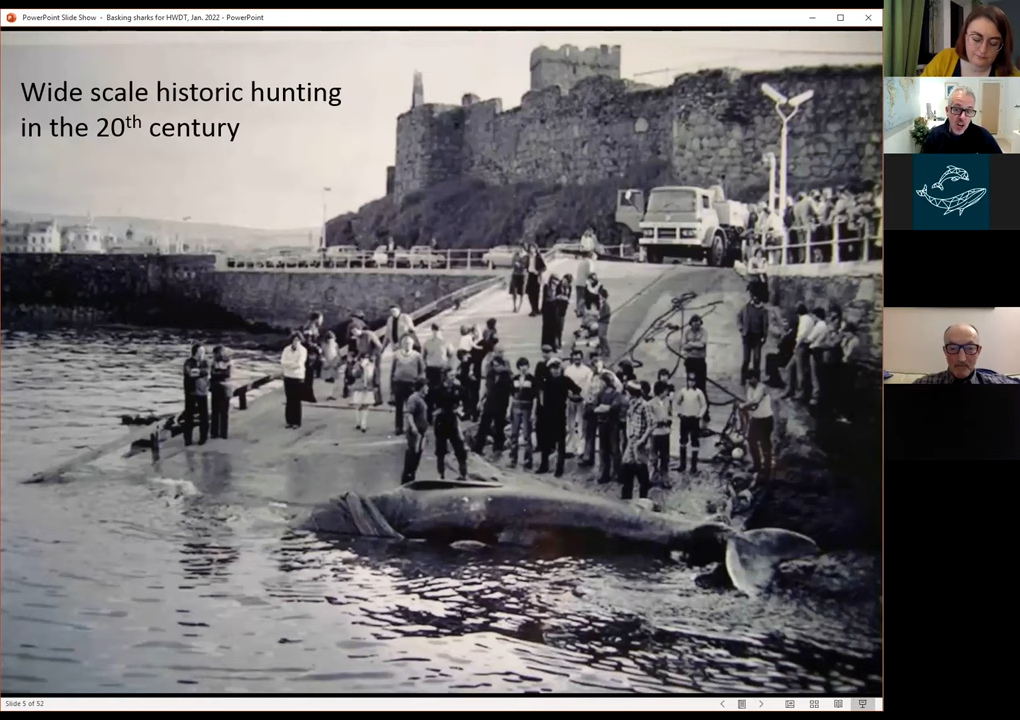 PowerPoint Slide Show - Basking sharks for HWDT, Jan. 2022 - PowerPoint
Wide scale historic hunting
in the 20th century
Slide 5 of 52